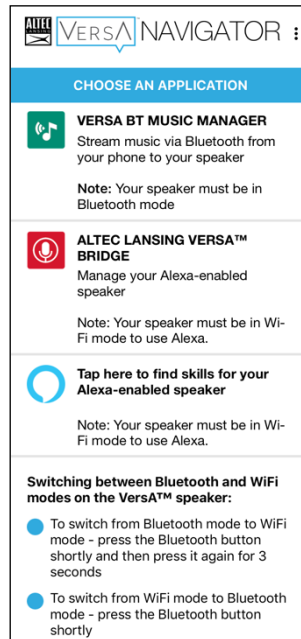 ALTEC
LANSING
VERSA™ NAVIGATOR
CHOOSE AN APPLICATION
VERSA BT MUSIC MANAGER
Stream music via Bluetooth from
your phone to your speaker
Note: Your speaker must be in
Bluetooth mode
ALTEC LANSING VERSA™
BRIDGE
Manage your Alexa-enabled
speaker
Note: Your speaker must be in Wi-
Fi mode to use Alexa.
Tap here to find skills for your
Alexa-enabled speaker
Note: Your speaker must be in Wi-
Fi mode to use Alexa.
Switching between Bluetooth and WiFi
modes on the VersA™ speaker:
To switch from Bluetooth mode to WiFi
mode - press the Bluetooth button
shortly and then press it again for 3
seconds
To switch from WiFi mode to Bluetooth
mode - press the Bluetooth button
shortly